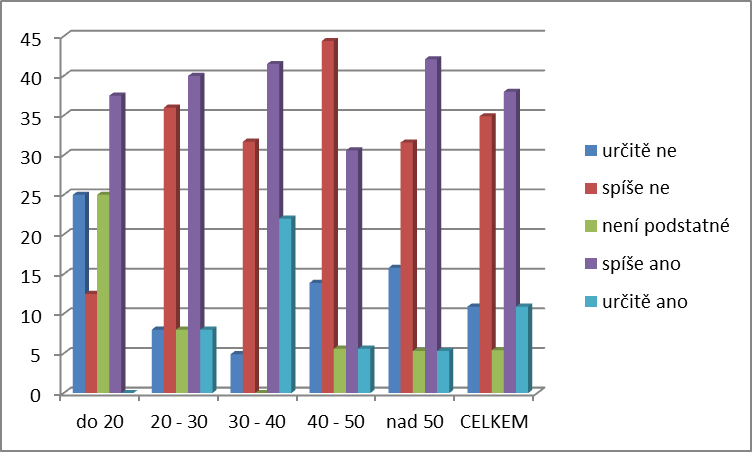 45
40
35
30
25
20
15
10
5
0
do 20
20 - 30
30 - 40
40 - 50
nad 50
CELKEM
určitě ne
spíše ne
není podstatné
spíše ano
určitě ano